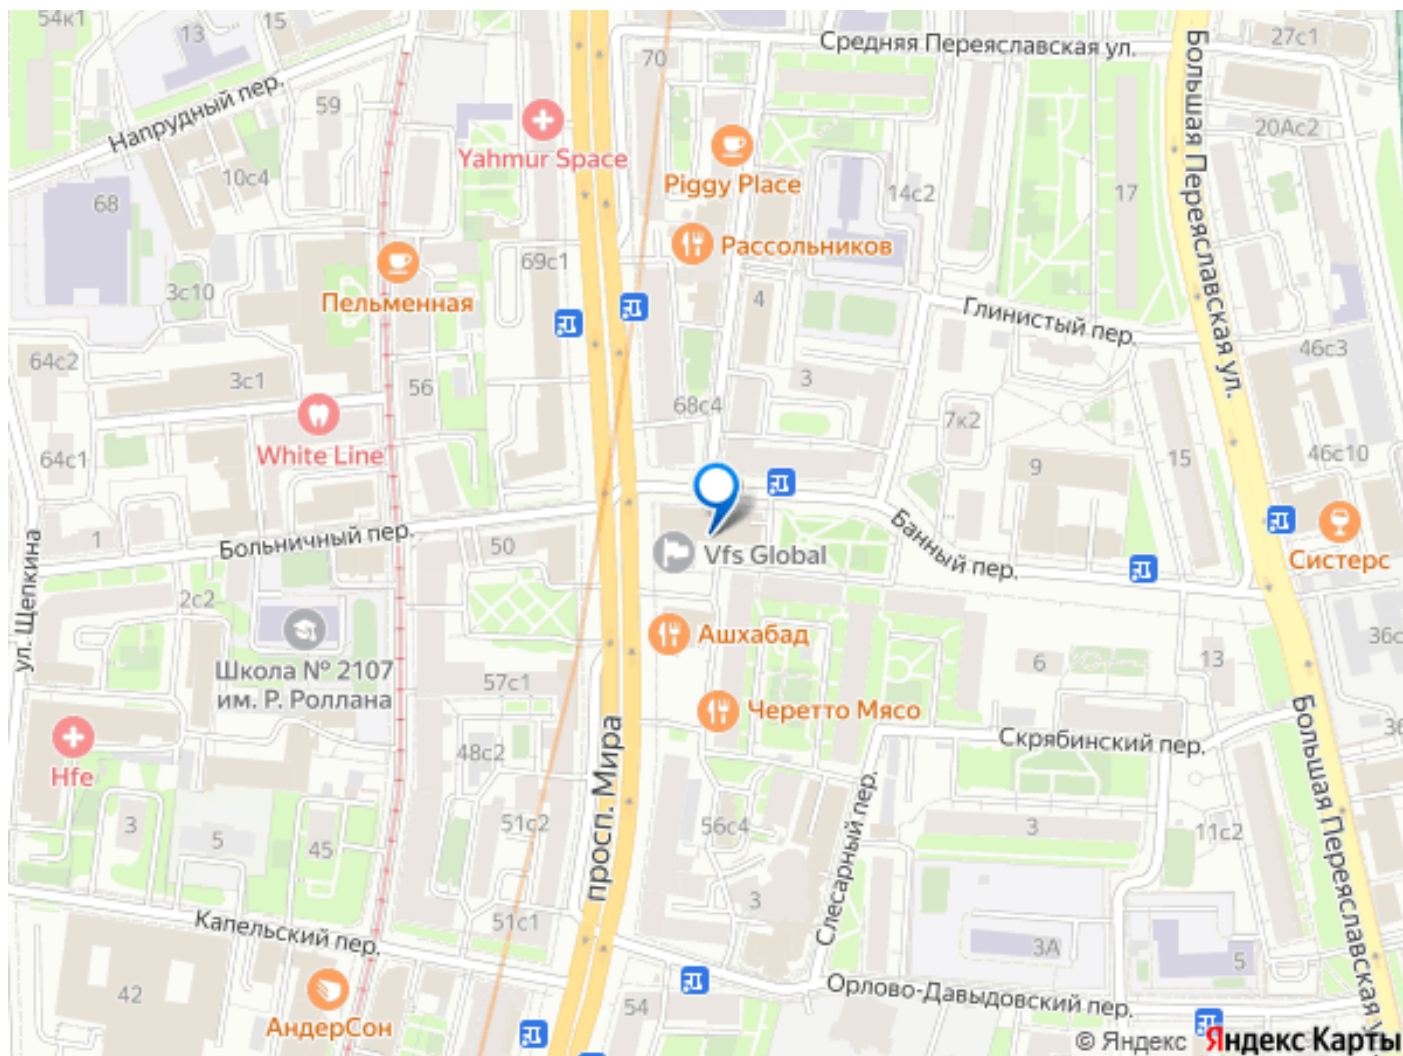 54к1
15
13
70
Средняя Переяславская ул.
27с1
Большая Переяславская ул.
59
Напрудный пер.
20Ас2
Yahmur Space
Piggy Place
10с4
14с2
17
68
Рассольников
69с1
3с10
Пельменная
4
Глинистый пер.
64с2
3с1
56
3
46с3
68с4
7к2
White Line
64с1
9
15
46с10
Больничный пер.
1
50
Vfs Global
Банный пер.
Систерс
ул. Щепкина
2с2
Ашхабад
36с
Школа № 2107
им. Р. Роллана
57с1
6
13
Черетто Мясо
просп. Мира
48с2
Скрябинский пер.
Большая Переяславская у
36
Hfe
3
5
45
51с2
56с4
Слесарный пер.
3
11с2
Капельский пер.
51с1
3
3А
5
42
АндерСон
54
Орлово-Давыдовский пер.
© Яндекс Яндекс Карты